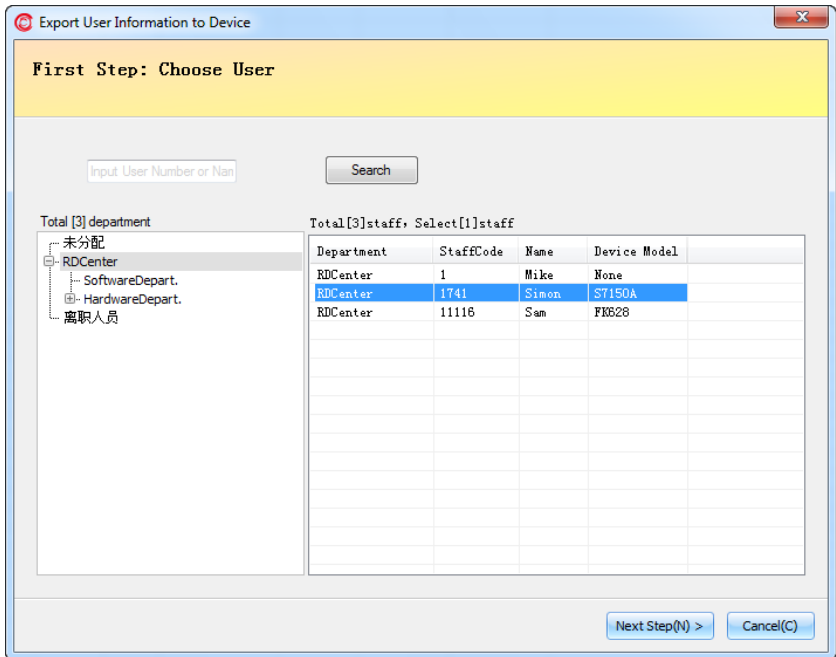 Export User Information to Device
First Step: Choose User
Input User Number or Nan
Search
Total [3] department
未分配
RDCenter
SoftwareDepart.
HardwareDepart.
离职人员
Total[3]staff, Select[1]staff
Department StaffCode Name Device Model
RDCenter 1 Mike None
RDCenter 1741 Simon S7150A
RDCenter 11116 Sam FK628
Next Step(N) > Cancel(C)